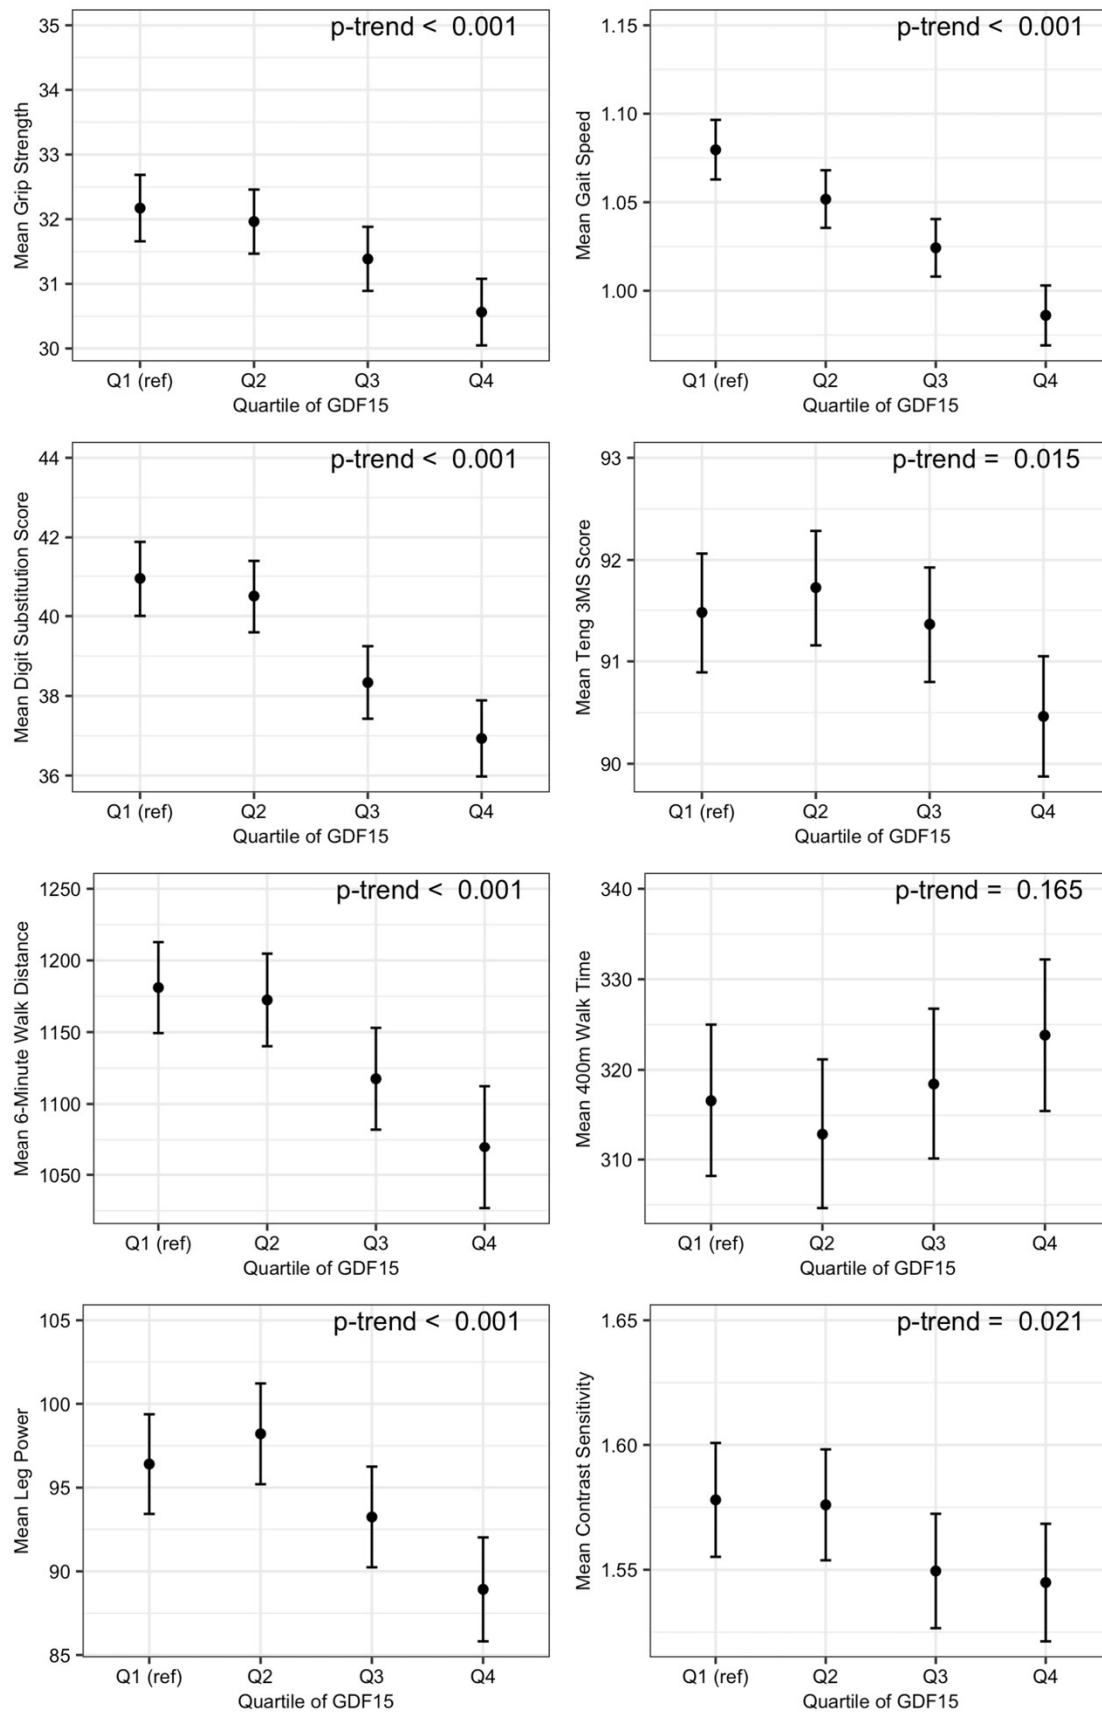 p-trend < 0.001
35
34
33
32
31
30
Mean Grip Strength
Q1 (ref) Q2 Q3 Q4
Quartile of GDF15
p-trend < 0.001
1.15
1.10
1.05
1.00
Mean Gait Speed
Q1 (ref) Q2 Q3 Q4
Quartile of GDF15
p-trend < 0.001
44
42
40
38
36
Mean Digit Substitution Score
Q1 (ref) Q2 Q3 Q4
Quartile of GDF15
p-trend = 0.015
93
92
91
90
Mean Teng 3MS Score
Q1 (ref) Q2 Q3 Q4
Quartile of GDF15
p-trend < 0.001
1250
1200
1150
1100
1050
Mean 6-Minute Walk Distance
Q1 (ref) Q2 Q3 Q4
Quartile of GDF15
p-trend = 0.165
340
330
320
310
Mean 400m Walk Time
Q1 (ref) Q2 Q3 Q4
Quartile of GDF15
p-trend < 0.001
105
100
95
90
85
Mean Leg Power
Q1 (ref) Q2 Q3 Q4
Quartile of GDF15
p-trend = 0.021
1.65
1.60
1.55
Mean Contrast Sensitivity
Q1 (ref) Q2 Q3 Q4
Quartile of GDF15